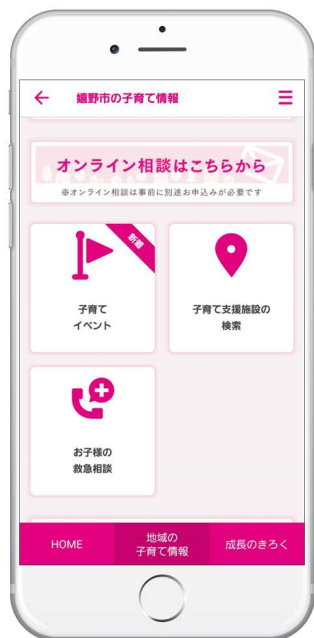 嬉野市の子育て情報
オンライン相談はこちらから
※オンライン相談は事前に別途お申込みが必要です
新着
子育て
イベント
子育て支援施設の
検索
お子様の
救急相談
HOME
地域の
子育て情報
成長のきろく